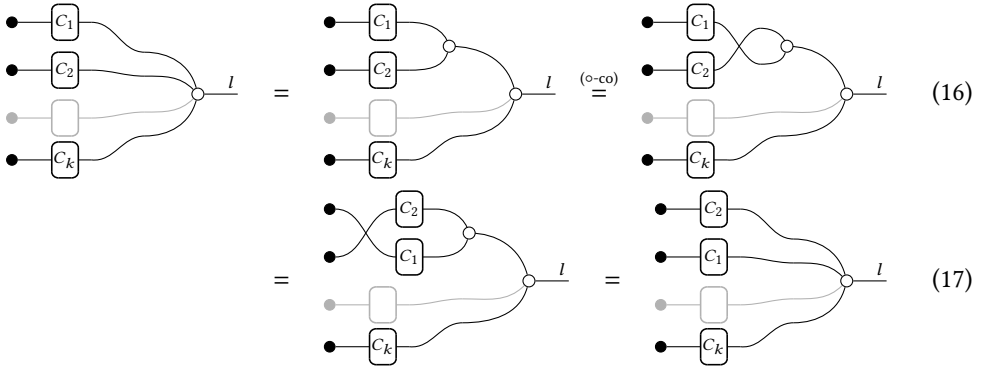 C₁ C₁ C₁
C₂ l = C₂ l (∘-co) = C₂ l (16)
Cₖ Cₖ Cₖ
C₂ C₂
= C₁ l = C₁ l (17)
Cₖ Cₖ